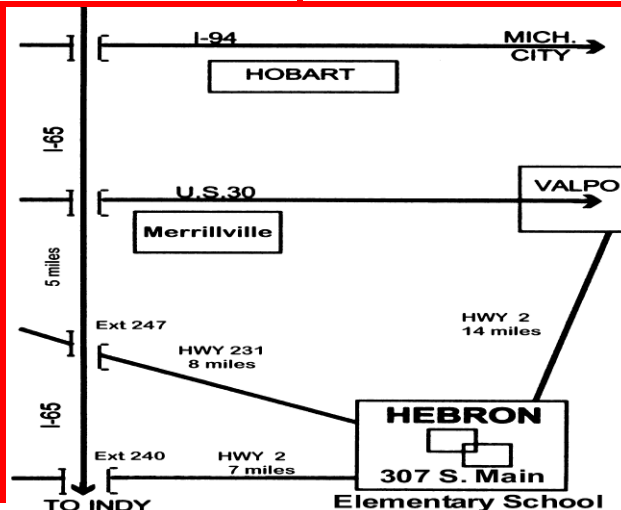 I-94
MICH.
CITY
HOBART
I-65
U.S.30
VALPO
Merrillville
5 miles
Ext 247
HWY 2
14 miles
HWY 231
8 miles
I-65
HEBRON
Ext 240
HWY 2
7 miles
307 S. Main
TO INDY
Elementary School